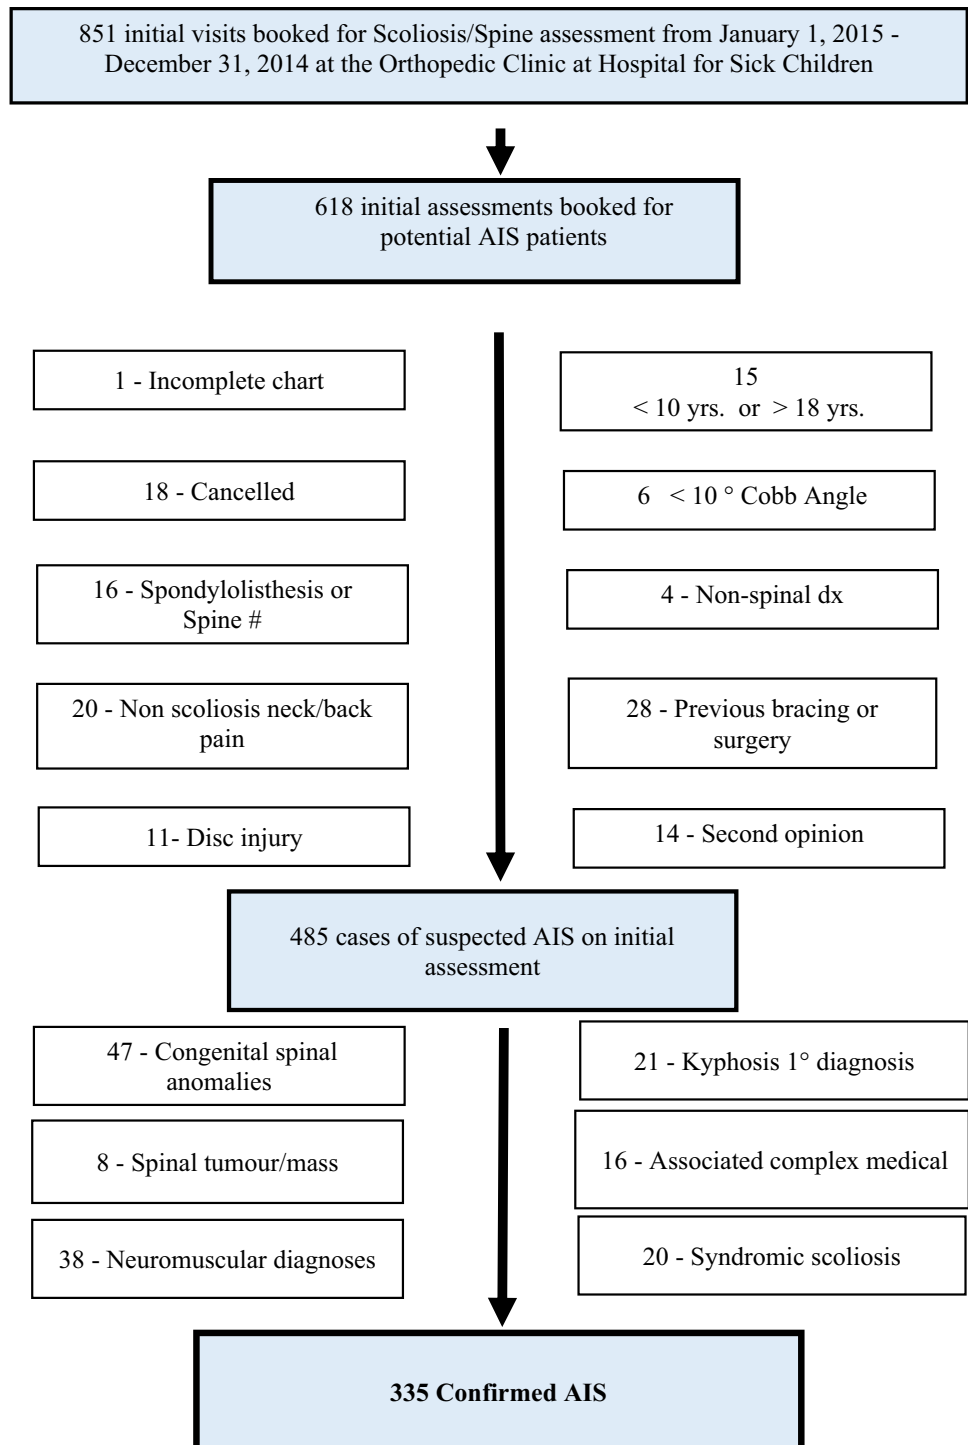 851 initial visits booked for Scoliosis/Spine assessment from January 1, 2015 -
December 31, 2014 at the Orthopedic Clinic at Hospital for Sick Children
618 initial assessments booked for
potential AIS patients
1 - Incomplete chart
15
< 10 yrs.  or  > 18 yrs.
18 - Cancelled
6   < 10 ° Cobb Angle
16 - Spondylolisthesis or
Spine #
4 - Non-spinal dx
20 - Non scoliosis neck/back
pain
28 - Previous bracing or
surgery
11- Disc injury
14 - Second opinion
485 cases of suspected AIS on initial
assessment
47 - Congenital spinal
anomalies
21 - Kyphosis 1° diagnosis
8 - Spinal tumour/mass
16 - Associated complex medical
38 - Neuromuscular diagnoses
20 - Syndromic scoliosis
335 Confirmed AIS